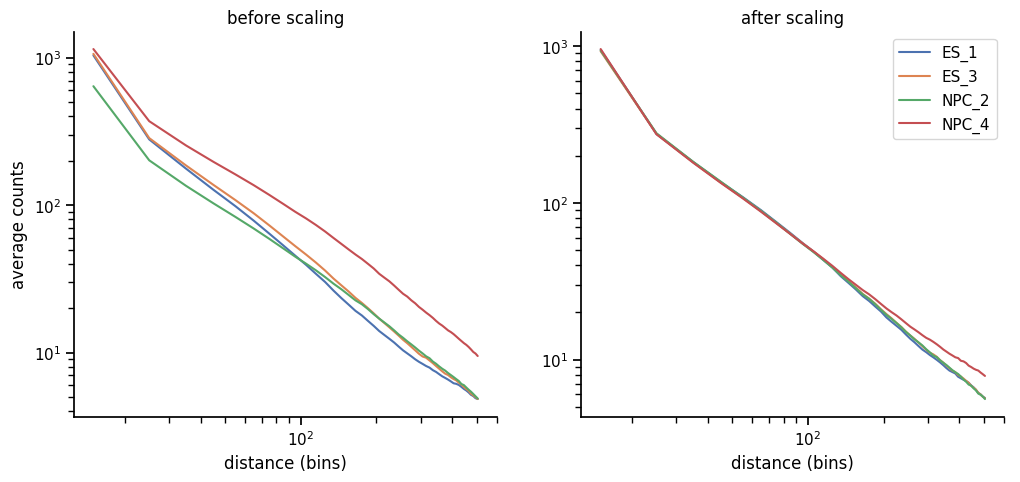 before scaling
after scaling
average counts
10³
10²
10¹
10²
distance (bins)
10³
10²
10¹
10²
distance (bins)
ES_1
ES_3
NPC_2
NPC_4